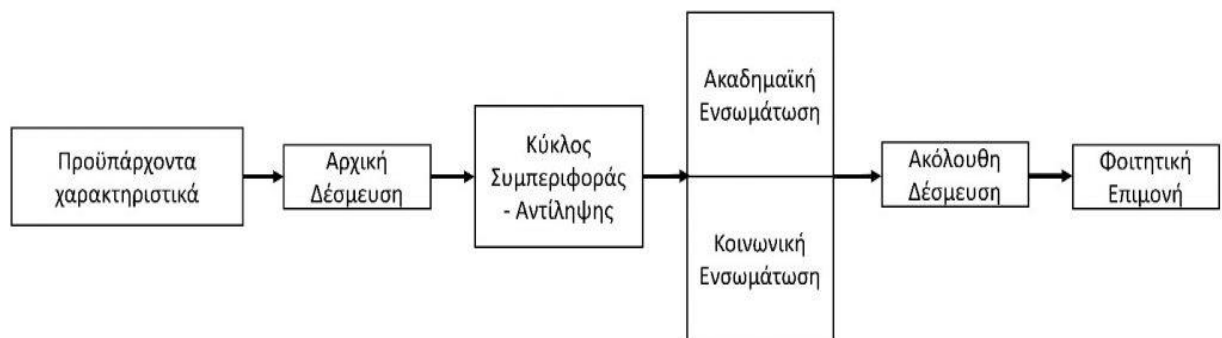 Προϋπάρχοντα
χαρακτηριστικά
Αρχική
Δέσμευση
Κύκλος
Συμπεριφοράς
- Αντίληψης
Ακαδημαϊκή
Ενσωμάτωση
Κοινωνική
Ενσωμάτωση
Ακόλουθη
Δέσμευση
Φοιτητική
Επιμονή